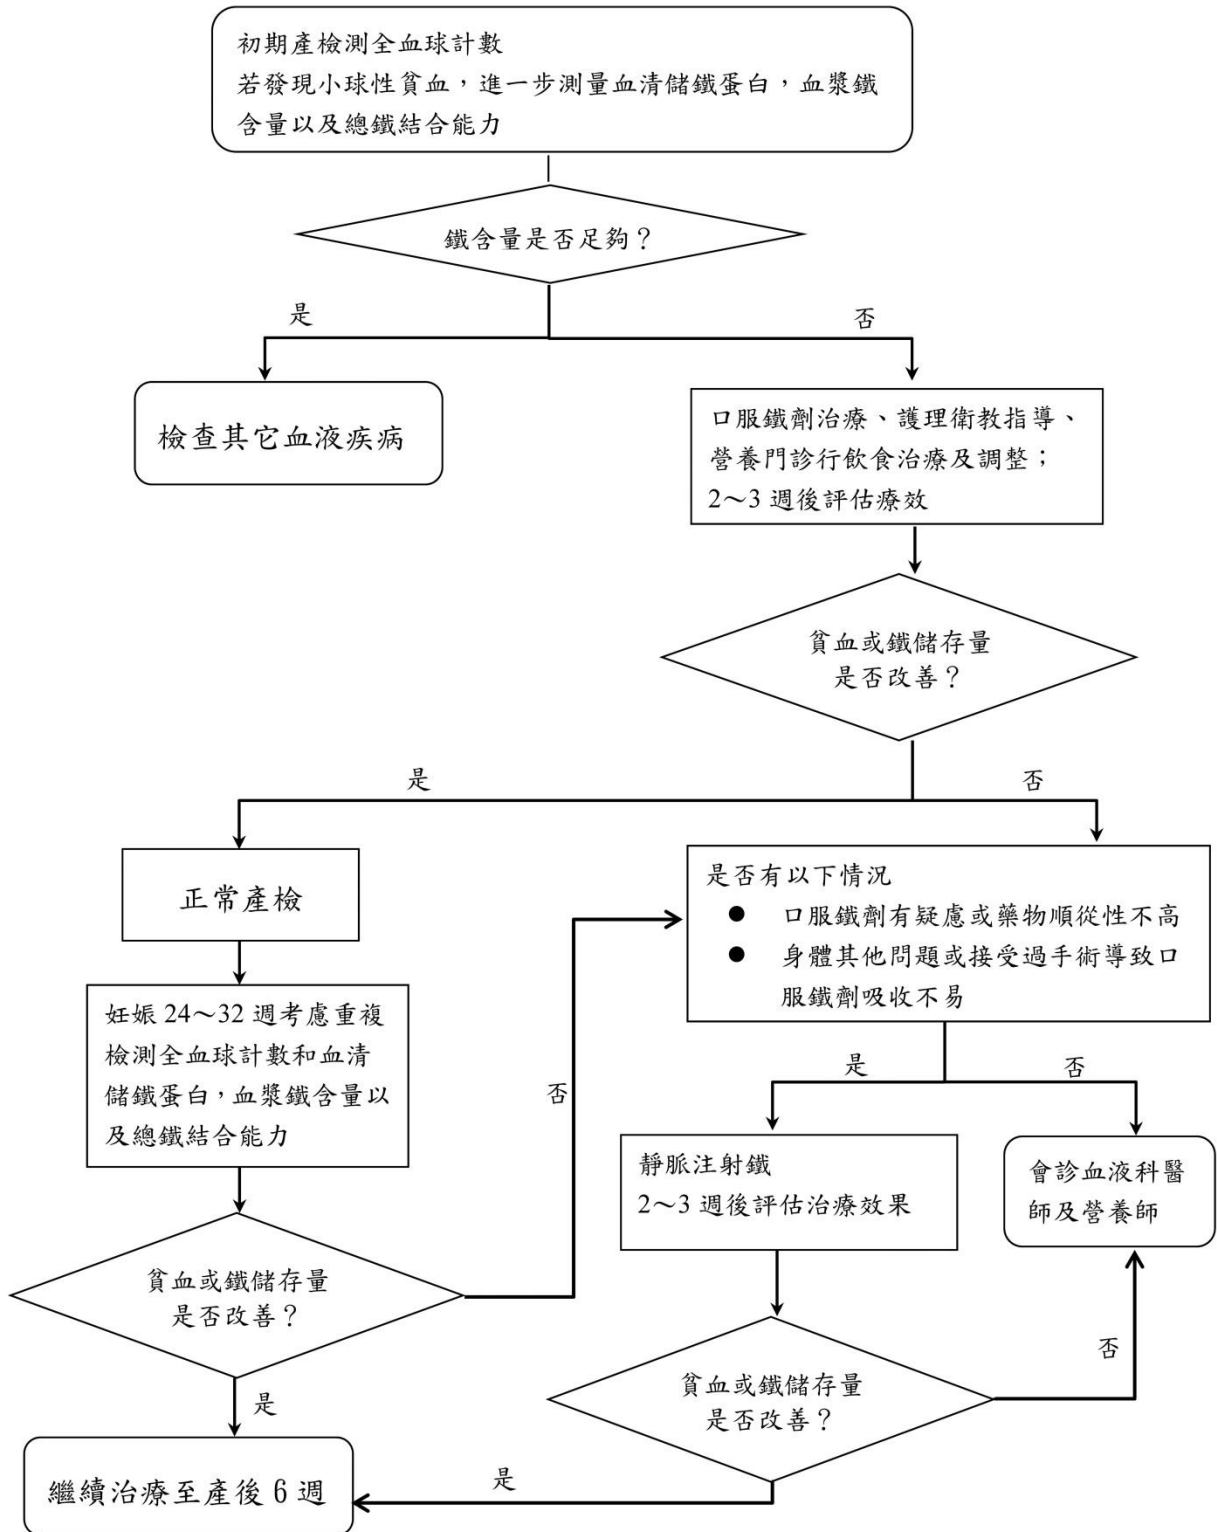 初期產檢測全血球計數
若發現小球性貧血，進一步測量血清儲鐵蛋白，血漿鐵
含量以及總鐵結合能力
鐵含量是否足夠？
是
否
檢查其它血液疾病
口服鐵劑治療、護理衛教指導、
營養門診行飲食治療及調整；
2～3 週後評估療效
貧血或鐵儲存量
是否改善？
是
否
正常產檢
是否有以下情況
● 口服鐵劑有疑慮或藥物順從性不高
● 身體其他問題或接受過手術導致口
服鐵劑吸收不易
妊娠 24～32 週考慮重複
檢測全血球計數和血清
儲鐵蛋白，血漿鐵含量以
及總鐵結合能力
否
是
否
靜脈注射鐵
2～3 週後評估治療效果
會診血液科醫
師及營養師
貧血或鐵儲存量
是否改善？
貧血或鐵儲存量
是否改善？
否
是
是
繼續治療至產後 6 週